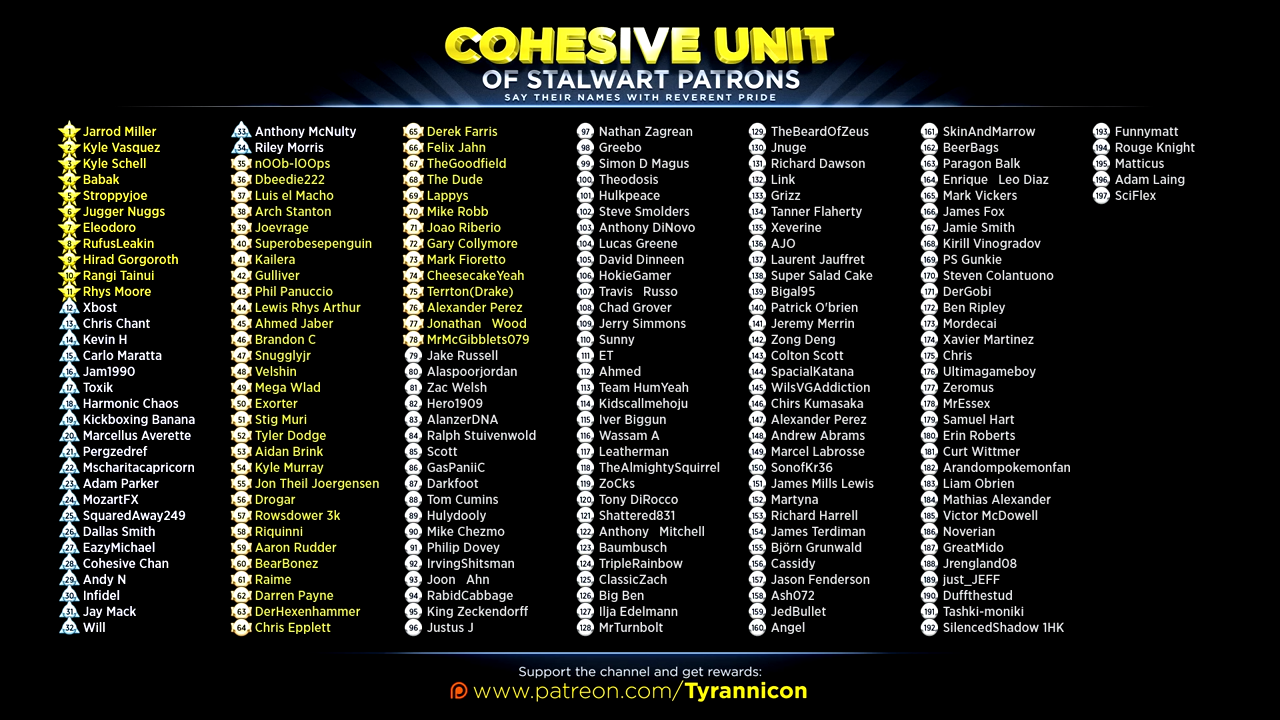 COHESIVE UNIT
OF STALWART PATRONS
SAY THEIR NAMES WITH REVERENT PRIDE
1 Jarrod Miller
2 Kyle Vasquez
3 Kyle Schell
4 Babak
5 Stroppyjoe
6 Jugger Nuggs
7 Eleodoro
8 RufusLeakin
9 Hirad Gorgoroth
10 Rangi Tainui
11 Rhys Moore
12 Xbost
13 Chris Chant
14 Kevin H
15 Carlo Maratta
16 Jam1990
17 Toxik
18 Harmonic Chaos
19 Kickboxing Banana
20 Marcellus Averette
21 Pergzedref
22 Mscharitacapricorn
23 Adam Parker
24 MozartFX
25 SquaredAway249
26 Dallas Smith
27 EazyMichael
28 Cohesive Chan
29 Andy N
30 Infidel
31 Jay Mack
32 Will
33 Anthony McNulty
34 Riley Morris
35 nOOb-lOOps
36 Dbeedie222
37 Luis el Macho
38 Arch Stanton
39 Joevrage
40 Superobesepenguin
41 Kailera
42 Gulliver
43 Phil Panuccio
44 Lewis Rhys Arthur
45 Ahmed Jaber
46 Brandon C
47 Snugglyjr
48 Velshin
49 Mega Wlad
50 Exorter
51 Stig Muri
52 Tyler Dodge
53 Aidan Brink
54 Kyle Murray
55 Jon Theil Joergensen
56 Drogar
57 Rowsdower 3k
58 Riquinni
59 Aaron Rudder
60 BearBonez
61 Raime
62 Darren Payne
63 DerHexenhammer
64 Chris Epplett
65 Derek Farris
66 Felix Jahn
67 TheGoodfield
68 The Dude
69 Lappys
70 Mike Robb
71 Joao Riberio
72 Gary Collymore
73 Mark Fioretto
74 CheesecakeYeah
75 Terrton(Drake)
76 Alexander Perez
77 Jonathan Wood
78 MrMcGibblets079
79 Jake Russell
80 Alaspoorjordan
81 Zac Welsh
82 Hero1909
83 AlanzerDNA
84 Ralph Stuivenwold
85 Scott
86 GasPaniiC
87 Darkfoot
88 Tom Cumins
89 Hulydooly
90 Mike Chezmo
91 Philip Dovey
92 IrvingShitsman
93 Joon Ahn
94 RabidCabbage
95 King Zeckendorff
96 Justus J
97 Nathan Zagrean
98 Greebo
99 Simon D Magus
100 Theodosis
101 Hulkpeace
102 Steve Smolders
103 Anthony DiNovo
104 Lucas Greene
105 David Dinneen
106 HokieGamer
107 Travis Russo
108 Chad Grover
109 Jerry Simmons
110 Sunny
111 ET
112 Ahmed
113 Team HumYeah
114 Kidscallmehoju
115 Iver Biggun
116 Wassam A
117 Leatherman
118 TheAlmightySquirrel
119 ZoCks
120 Tony DiRocco
121 Shattered831
122 Anthony Mitchell
123 Baumbusch
124 TripleRainbow
125 ClassicZach
126 Big Ben
127 Ilja Edelmann
128 MrTurnbolt
129 TheBeardOfZeus
130 Jnuge
131 Richard Dawson
132 Link
133 Grizz
134 Tanner Flaherty
135 Xeverine
136 AJO
137 Laurent Jauffret
138 Super Salad Cake
139 Bigal95
140 Patrick O'brien
141 Jeremy Merrin
142 Zong Deng
143 Colton Scott
144 SpacialKatana
145 WilsVGAddiction
146 Chirs Kumasaka
147 Alexander Perez
148 Andrew Abrams
149 Marcel Labrosse
150 SonofKr36
151 James Mills Lewis
152 Martyna
153 Richard Harrell
154 James Terdiman
155 Björn Grunwald
156 Cassidy
157 Jason Fenderson
158 Ash072
159 JedBullet
160 Angel
161 SkinAndMarrow
162 BeerBags
163 Paragon Balk
164 Enrique Leo Diaz
165 Mark Vickers
166 James Fox
167 Jamie Smith
168 Kirill Vinogradov
169 PS Gunkie
170 Steven Colantuono
171 DerGobi
172 Ben Ripley
173 Mordecai
174 Xavier Martinez
175 Chris
176 Ultimagameboy
177 Zeromus
178 MrEssex
179 Samuel Hart
180 Erin Roberts
181 Curt Wittmer
182 Arandompokemonfan
183 Liam Obrien
184 Mathias Alexander
185 Victor McDowell
186 Noverian
187 GreatMido
188 Jrengland08
189 just_JEFF
190 Duffthestud
191 Tashki-moniki
192 SilencedShadow 1HK
193 Funnymatt
194 Rouge Knight
195 Matticus
196 Adam Laing
197 SciFlex
Support the channel and get rewards:
www.patreon.com/Tyrannicon